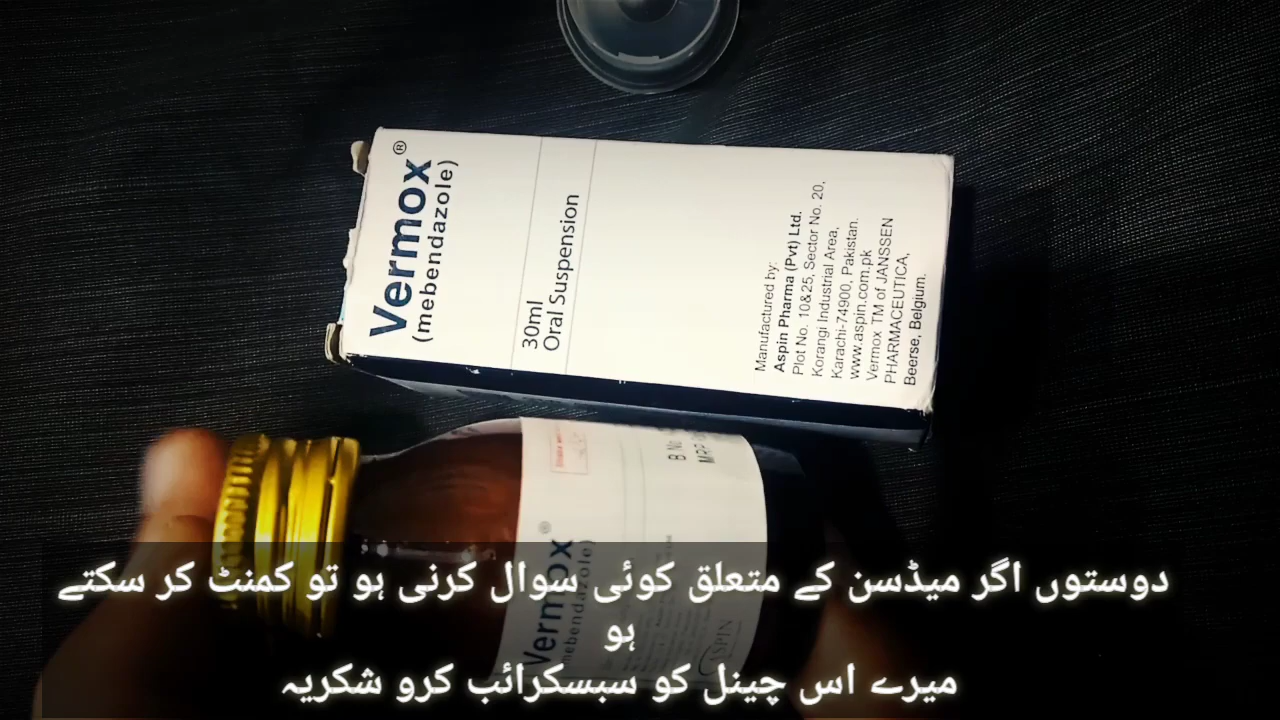 Vermox®
(mebendazole)
30ml
Oral Suspension
Manufactured by:
Aspin Pharma (Pvt) Ltd.
Plot No. 10&25, Sector No. 20,
Korangi Industrial Area,
Karachi-74900, Pakistan.
www.aspin.com.pk
Vermox TM of JANSSEN
PHARMACEUTICA,
Beerse, Belgium.
B.No
Vermox®
mebendazole)
ASPIN
دوستوں اگر میڈسن کے متعلق کوئی سوال کرنی ہو تو کمنٹ کر سکتے
ہو
میرے اس چینل کو سبسکرائب کرو شکریہ